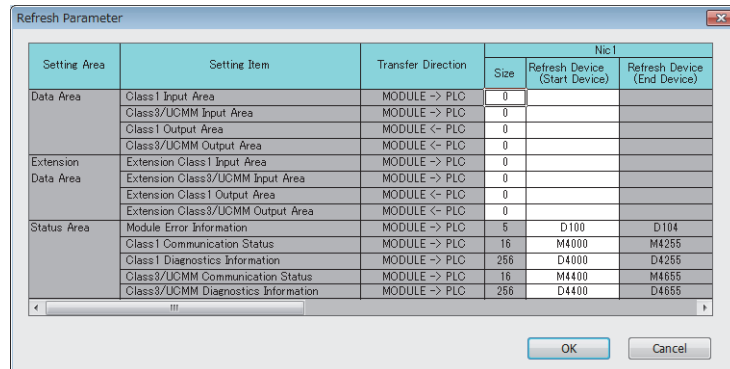 Refresh Parameter
Nic1
Setting Area Setting Item Transfer Direction Size Refresh Device (Start Device) Refresh Device (End Device)
Data Area Class1 Input Area MODULE -> PLC 0
Class3/UCMM Input Area MODULE -> PLC 0
Class1 Output Area MODULE <- PLC 0
Class3/UCMM Output Area MODULE <- PLC 0
Extension Extension Class1 Input Area MODULE -> PLC 0
Data Area Extension Class3/UCMM Input Area MODULE -> PLC 0
Extension Class1 Output Area MODULE <- PLC 0
Extension Class3/UCMM Output Area MODULE <- PLC 0
Status Area Module Error Information MODULE -> PLC 5 D100 D104
Class1 Communication Status MODULE -> PLC 16 M4000 M4255
Class1 Diagnostics Information MODULE -> PLC 256 D4000 D4255
Class3/UCMM Communication Status MODULE -> PLC 16 M4400 M4655
Class3/UCMM Diagnostics Information MODULE -> PLC 256 D4400 D4655
OK Cancel